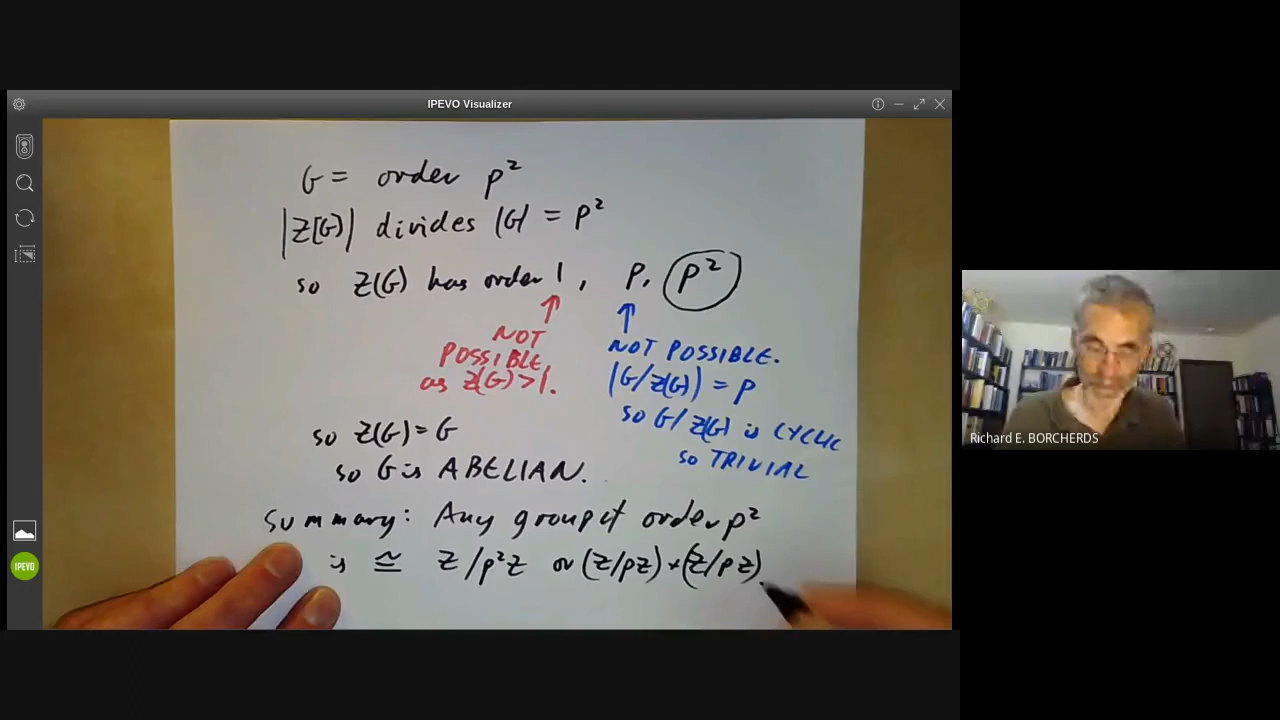 IPEVO Visualizer
G = order p²
|Z(G)| divides |G| = p²
so Z(G) has order 1, p, p²
NOT
POSSIBLE
as Z(G)>1.
NOT POSSIBLE.
|G/Z(G)| = p
so G/Z(G) is CYCLIC
so TRIVIAL
so Z(G) = G
so G is ABELIAN.
Summary: Any group of order p²
is ≅ Z/p²Z or (Z/pZ)×(Z/pZ)
IPEVO
Richard E. BORCHERDS